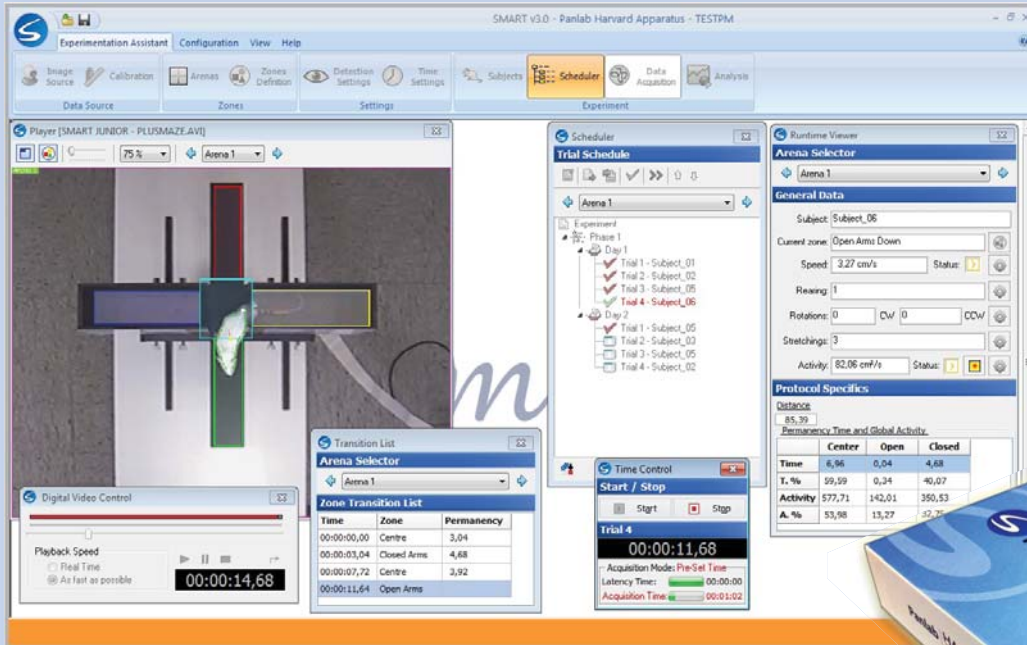 SMART v3.0 - Panlab Harvard Apparatus - TESTPM
Experimentation Assistant Configuration View Help
Image Source
Calibration
Arenas
Zones Definition
Detection Settings
Time Settings
Subjects
Scheduler
Data Acquisition
Analysis
Data Source
Zones
Settings
Experiment
Player [SMART JUNIOR - PLUSMAZE.AVI]
75 %
Arena 1
Scheduler
Trial Schedule
Arena 1
Experiment
Phase 1
Day 1
Trial 1 - Subject_01
Trial 2 - Subject_02
Trial 3 - Subject_05
Trial 4 - Subject_06
Day 2
Trial 1 - Subject_05
Trial 2 - Subject_03
Trial 3 - Subject_05
Trial 4 - Subject_02
Runtime Viewer
Arena Selector
Arena 1
General Data
Subject: Subject_06
Current zone: Open Arms Down
Speed: 3,27 cm/s Status:
Rearing: 1
Rotations: 0 CW 0 CCW
Stretchings: 3
Activity: 82,06 cm²/s Status:
Protocol Specifics
Distance
85,39
Permanency Time and Global Activity
Center Open Closed
Time 6,96 0,04 4,68
T. % 59,59 0,34 40,07
Activity 577,71 142,01 350,53
A. % 53,98 13,27 32,75
Transition List
Arena Selector
Arena 1
Zone Transition List
Time Zone Permanency
00:00:00,00 Centre 3,04
00:00:03,04 Closed Arms 4,68
00:00:07,72 Centre 3,92
00:00:11,64 Open Arms
Digital Video Control
Playback Speed
Real Time
As fast as possible
00:00:14,68
Time Control
Start / Stop
Start Stop
Trial 4
00:00:11,68
Acquisition Mode: Pre-Set Time
Latency Time: 00:00:00
Acquisition Time: 00:01:02
Panlab